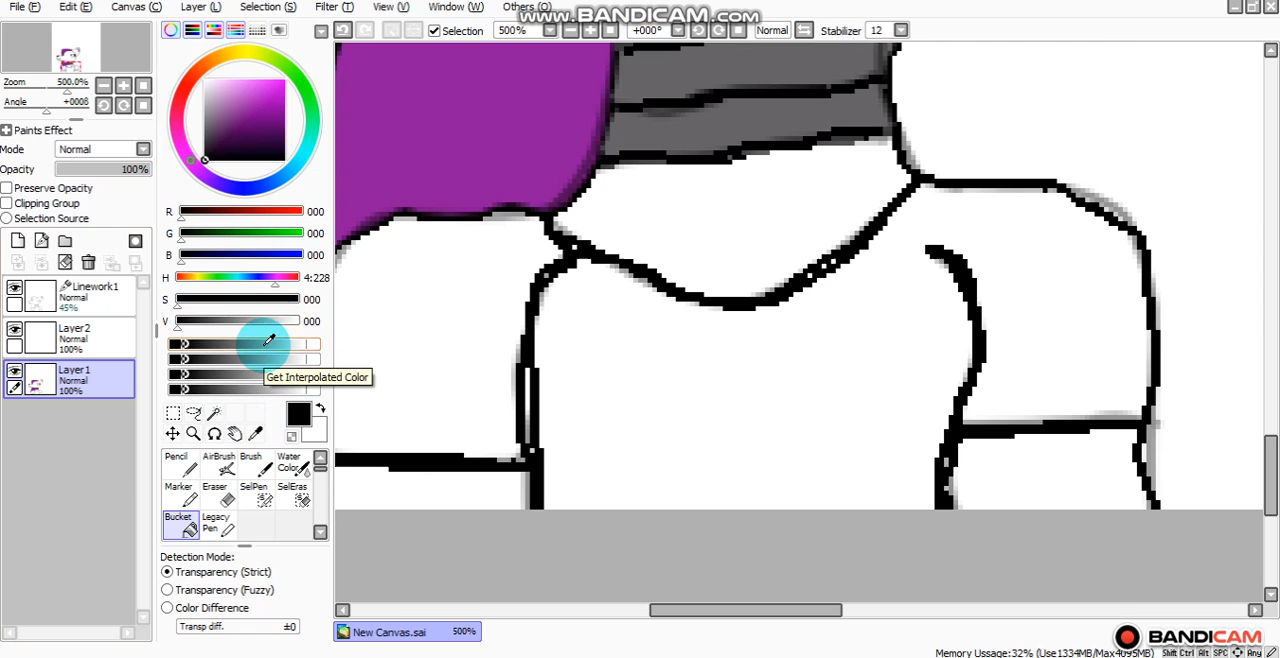 File (F) Edit (E) Canvas (C) Layer (L) Selection (S) Filter (T) View (V) Window (W) Others (O)
www.BANDICAM.com
Selection 500% +000° Normal Stabilizer 12
Zoom 500.0%
Angle +000δ
Paints Effect
Mode Normal
Opacity 100%
Preserve Opacity
Clipping Group
Selection Source
R 000
G 000
B 000
H 4:228
S 000
V 000
Get Interpolated Color
Linework1
Normal
45%
Layer2
Normal
100%
Layer1
Normal
100%
Pencil AirBrush Brush Water Color
Marker Eraser SelPen SelEras
Bucket Legacy Pen
Detection Mode:
Transparency (Strict)
Transparency (Fuzzy)
Color Difference
Transp diff. ±0
New Canvas.sai 500%
BANDICAM
Memory Ussage:32% (Use1334MB/Max4095MB) Shift Ctrl Alt SPC Any